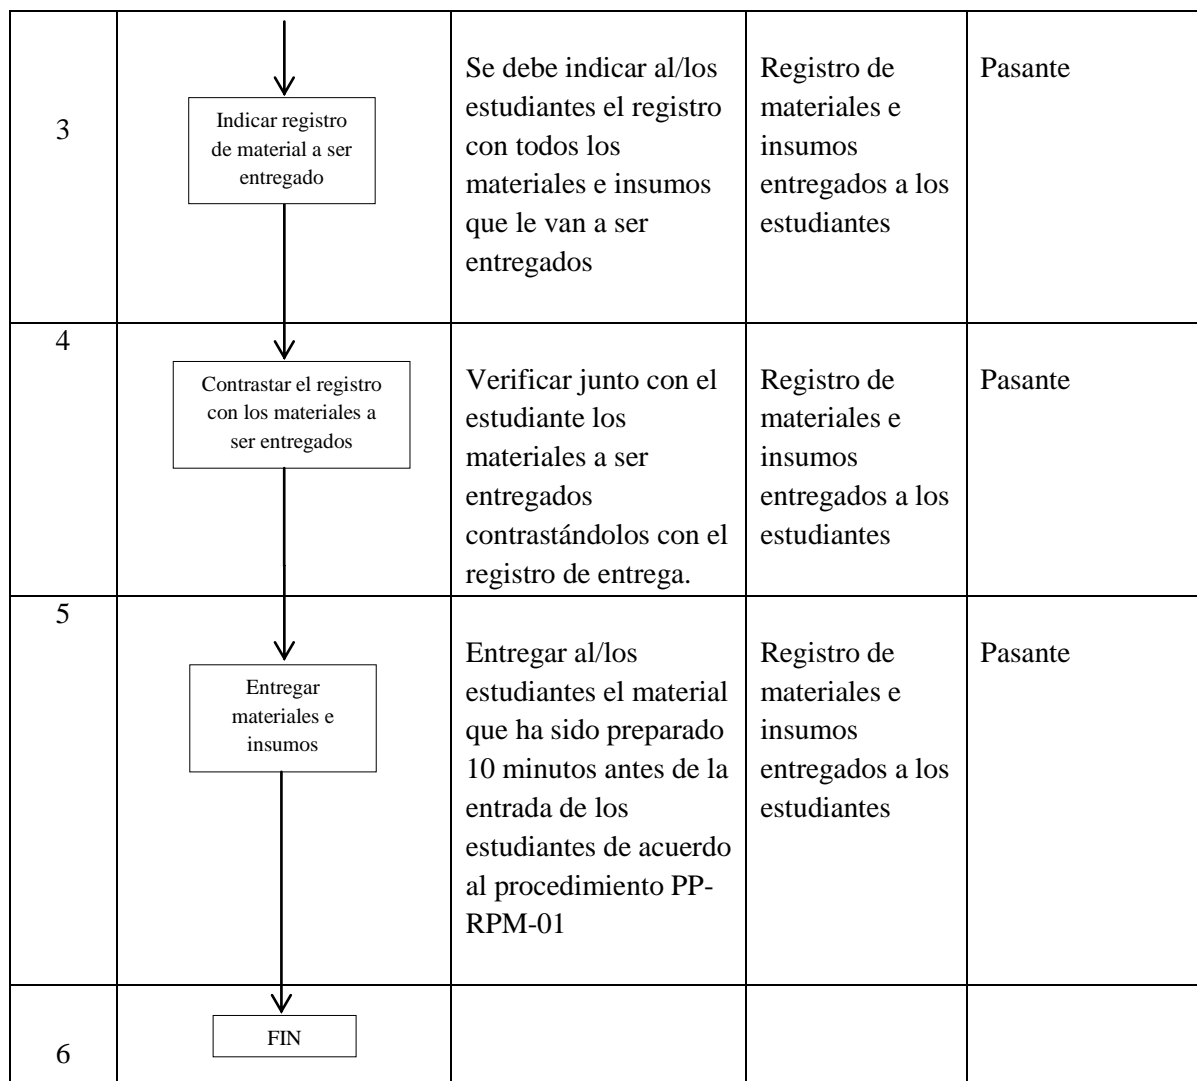 3
Indicar registro
de material a ser
entregado
Se debe indicar al/los
estudiantes el registro
con todos los
materiales e insumos
que le van a ser
entregados
Registro de
materiales e
insumos
entregados a los
estudiantes
Pasante
4
Contrastar el registro
con los materiales a
ser entregados
Verificar junto con el
estudiante los
materiales a ser
entregados
contrastándolos con el
registro de entrega.
Registro de
materiales e
insumos
entregados a los
estudiantes
Pasante
5
Entregar
materiales e
insumos
Entregar al/los
estudiantes el material
que ha sido preparado
10 minutos antes de la
entrada de los
estudiantes de acuerdo
al procedimiento PP-
RPM-01
Registro de
materiales e
insumos
entregados a los
estudiantes
Pasante
6
FIN